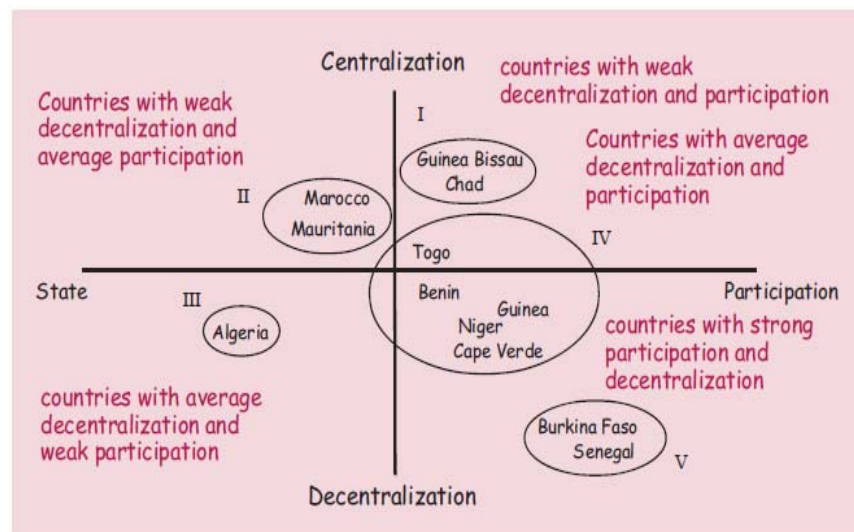 Centralization
countries with weak
decentralization and participation
Countries with weak
decentralization and
average participation
I
Guinea Bissau
Chad
Countries with average
decentralization and
participation
II
Marocco
Mauritania
IV
Togo
State
Participation
III
Benin
Guinea
Niger
Cape Verde
Algeria
countries with strong
participation and
decentralization
countries with average
decentralization and
weak participation
Burkina Faso
Senegal
V
Decentralization